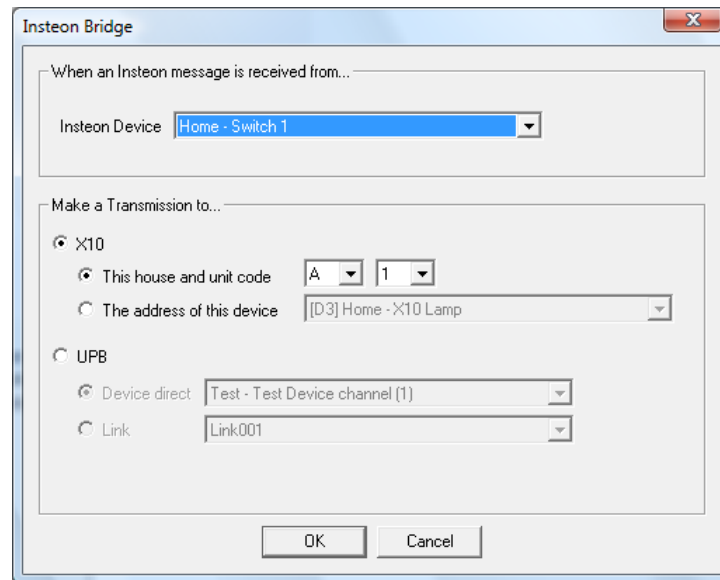 Insteon Bridge
When an Insteon message is received from...
Insteon Device Home - Switch 1
Make a Transmission to...
X10
This house and unit code A 1
The address of this device [D3] Home - X10 Lamp
UPB
Device direct Test - Test Device channel (1)
Link Link001
OK Cancel